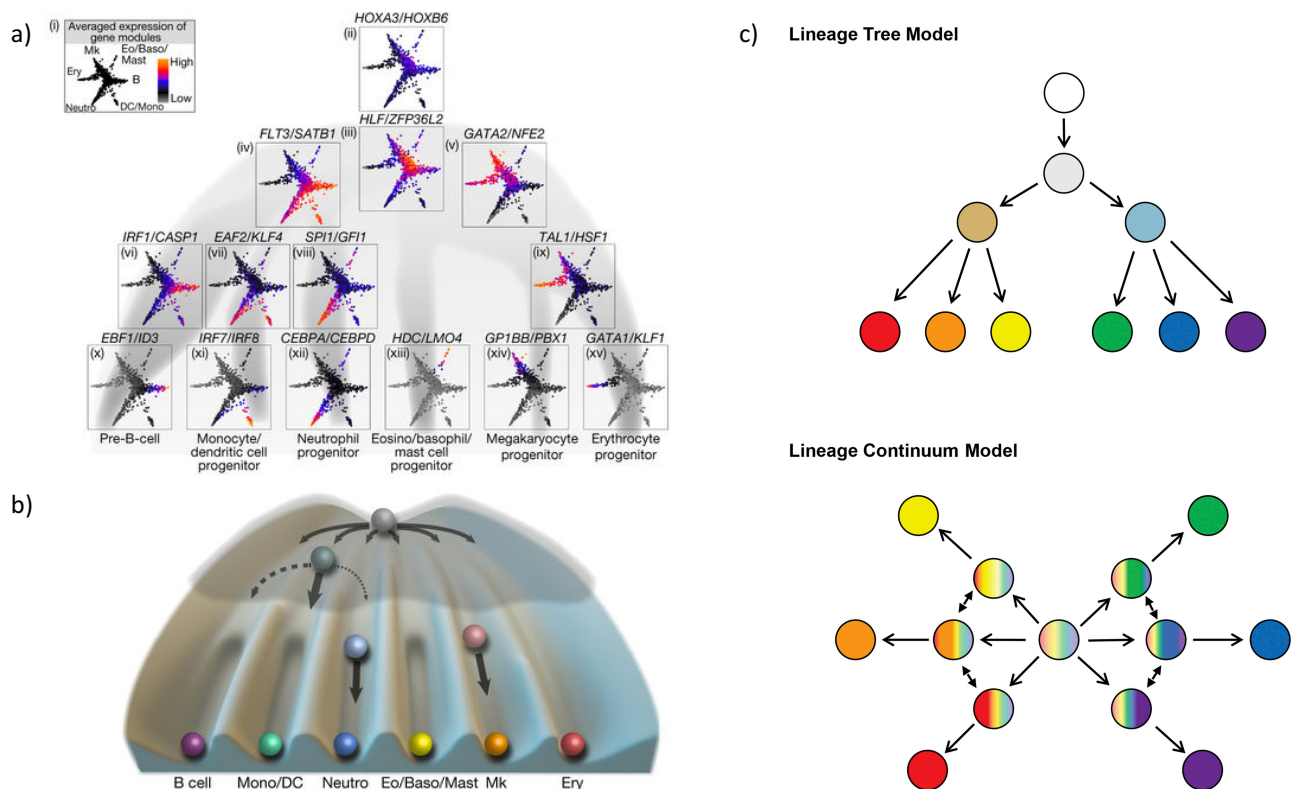 a)
(i)
Averaged expression of
gene modules
Mk
Eo/Baso/
Mast
High
Ery
B
Low
Neutro
DC/Mono
HOXA3/HOXB6
(ii)
HLF/ZFP36L2
(iii)
FLT3/SATB1
(iv)
GATA2/NFE2
(v)
IRF1/CASP1
(vi)
EAF2/KLF4
(vii)
SPI1/GFI1
(viii)
TAL1/HSF1
(ix)
EBF1/ID3
(x)
IRF7/IRF8
(xi)
CEBPA/CEBPD
(xii)
HDC/LMO4
(xiii)
GP1BB/PBX1
(xiv)
GATA1/KLF1
(xv)
Pre-B-cell
Monocyte/
dendritic cell
progenitor
Neutrophil
progenitor
Eosino/basophil/
mast cell
progenitor
Megakaryocyte
progenitor
Erythrocyte
progenitor
b)
B cell
Mono/DC
Neutro
Eo/Baso/Mast
Mk
Ery
c)
Lineage Tree Model
Lineage Continuum Model